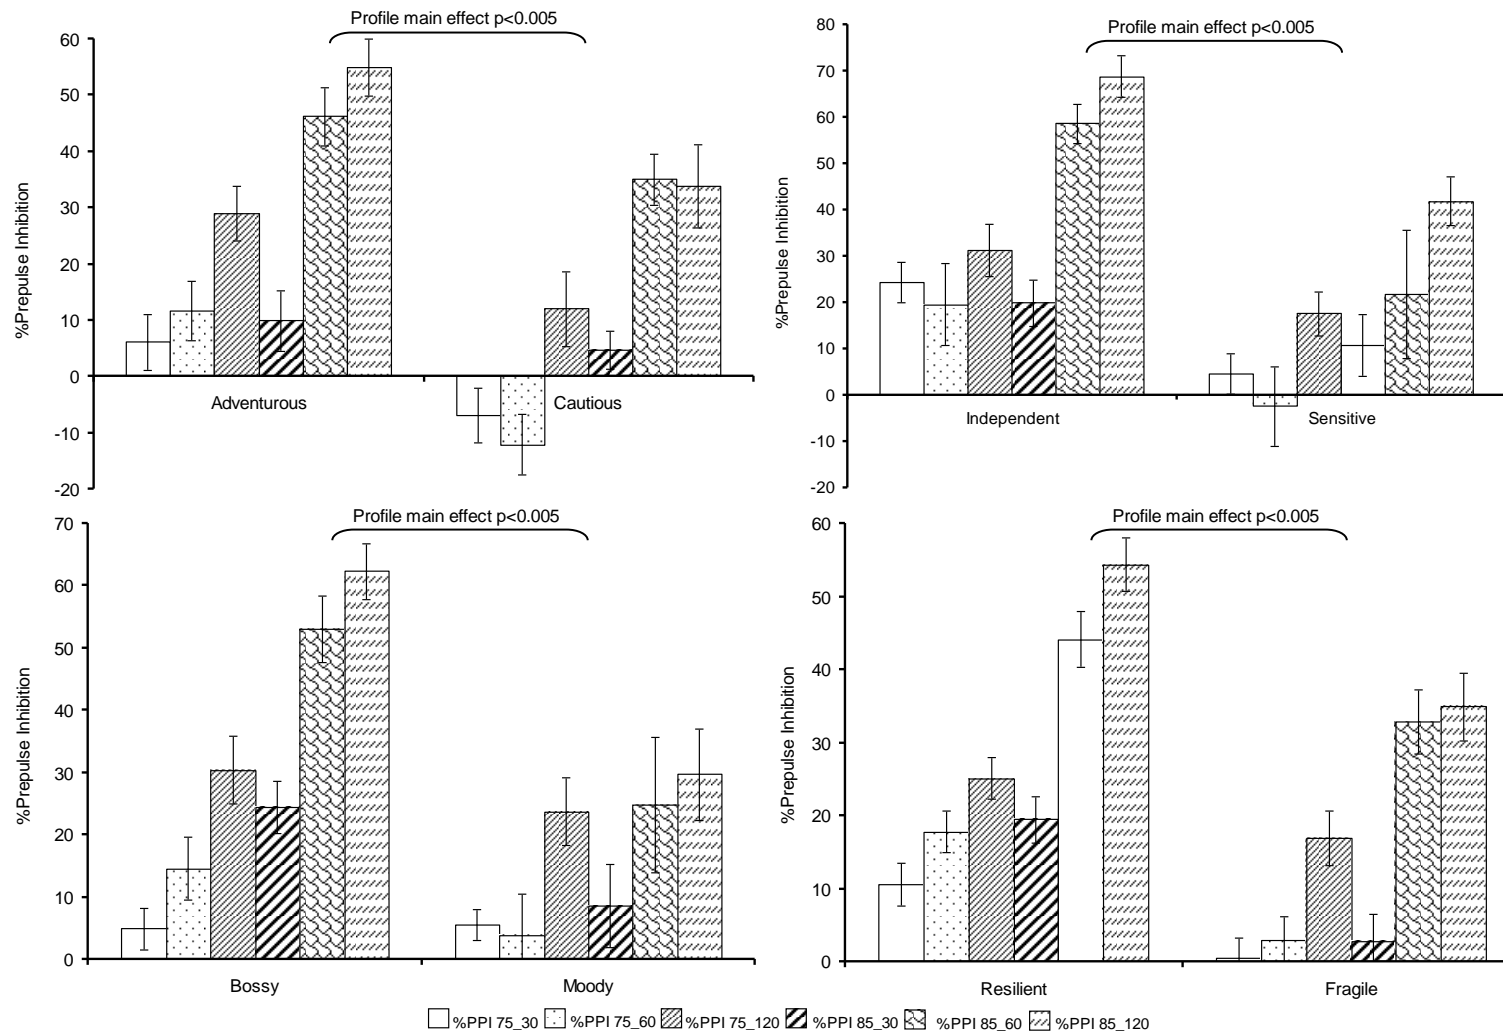 Profile main effect p<0.005
60
50
40
30
20
10
0
-10
-20
%Prepulse Inhibition
Adventurous
Cautious
Profile main effect p<0.005
80
70
60
50
40
30
20
10
0
-10
-20
%Prepulse Inhibition
Independent
Sensitive
Profile main effect p<0.005
70
60
50
40
30
20
10
0
%Prepulse Inhibition
Bossy
Moody
Profile main effect p<0.005
60
50
40
30
20
10
0
%Prepulse Inhibition
Resilient
Fragile
%PPI 75_30 %PPI 75_60 %PPI 75_120 %PPI 85_30 %PPI 85_60 %PPI 85_120